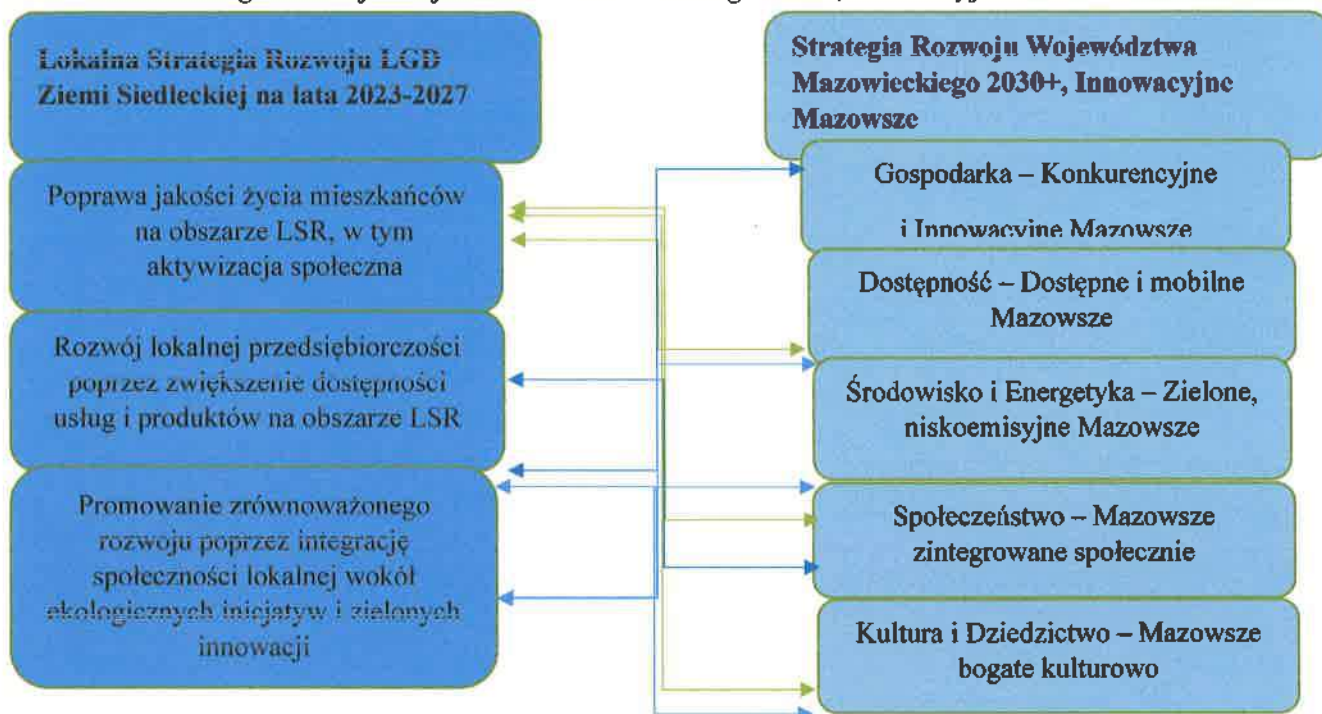 Lokalna Strategia Rozwoju LGD
Ziemi Siedleckiej na lata 2023-2027
Poprawa jakości życia mieszkańców
na obszarze LSR, w tym
aktywizacja społeczna
Rozwój lokalnej przedsiębiorczości
poprzez zwiększenie dostępności
usług i produktów na obszarze LSR
Promowanie zrównoważonego
rozwoju poprzez integrację
społeczności lokalnej wokół
ekologicznych inicjatyw i zielonych
innowacji
Strategia Rozwoju Województwa
Mazowieckiego 2030+, Innowacyjne
Mazowsze
Gospodarka – Konkurencyjne
i Innowacyjne Mazowsze
Dostępność – Dostępne i mobilne
Mazowsze
Środowisko i Energetyka – Zielone,
niskoemisyjne Mazowsze
Społeczeństwo – Mazowsze
zintegrowane społecznie
Kultura i Dziedzictwo – Mazowsze
bogate kulturowo